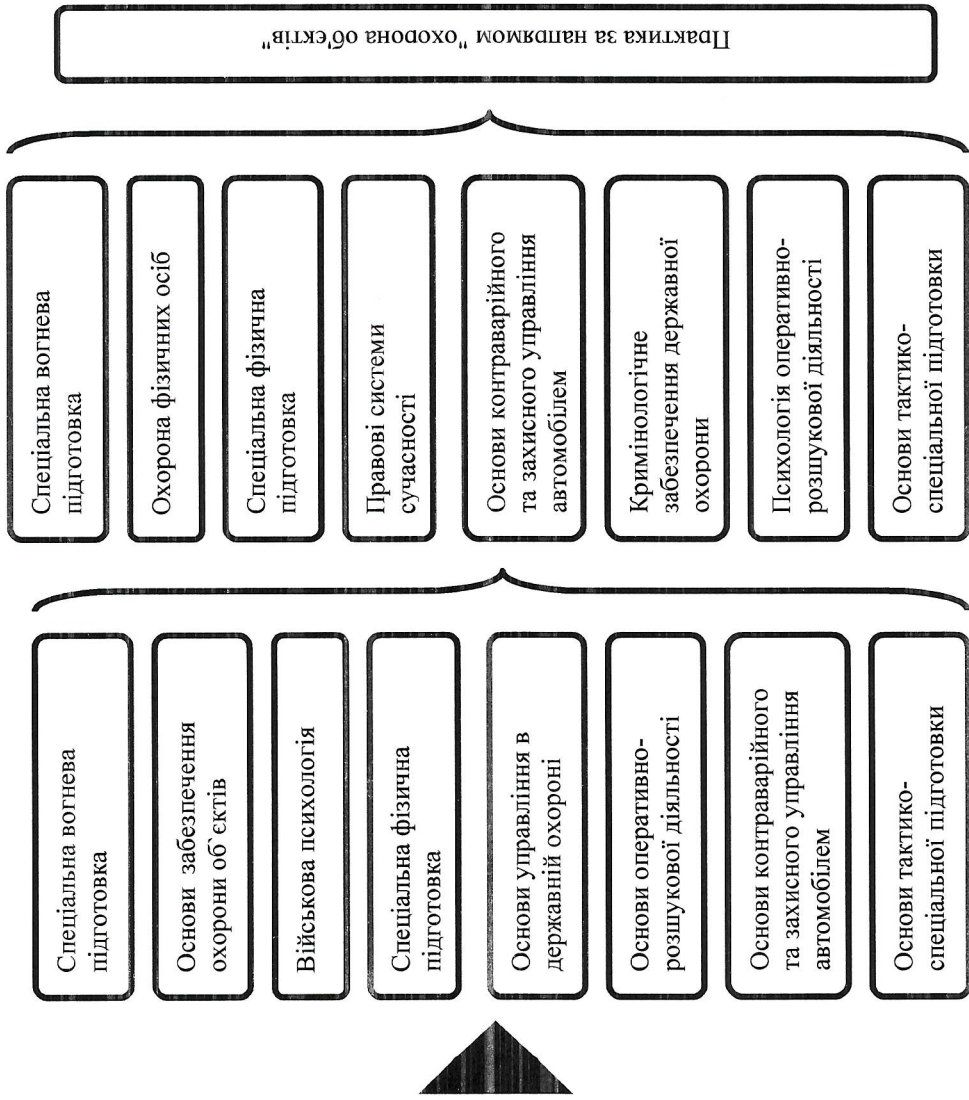 Спеціальна вогнева
підготовка
Основи забезпечення
охорони об`єктів
Військова психологія
Спеціальна фізична
підготовка
Основи управління в
державній охороні
Основи оперативно-
розшукової діяльності
Основи контраварійного
та захисного управління
автомобілем
Основи тактико-
спеціальної підготовки
Спеціальна вогнева
підготовка
Охорона фізичних осіб
Спеціальна фізична
підготовка
Правові системи
сучасності
Основи контраварійного
та захисного управління
автомобілем
Кримінологічне
забезпечення державної
охорони
Психологія оперативно-
розшукової діяльності
Основи тактико-
спеціальної підготовки
Практика за напрямом "охорона об'єктів"